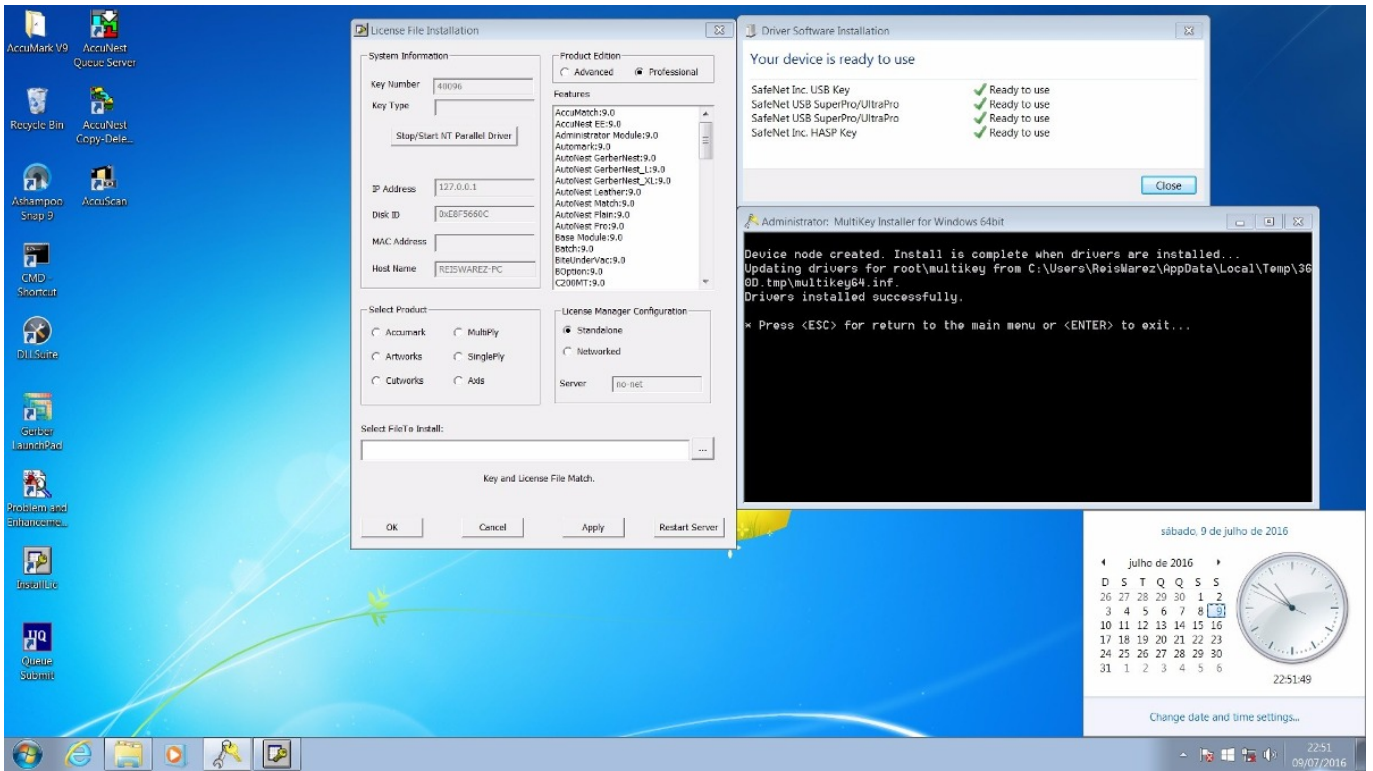 AccuMark V9
AccuNest
Queue Server
Recycle Bin
AccuNest
Copy-Dele...
Ashampoo
Snap 9
AccuScan
CMD -
Shortcut
DLLSuite
Gerber
LaunchPad
Problem and
Enhanceme...
InstallLic
Queue
Submit
License File Installation
System Information
Key Number
48096
Key Type
Stop/Start NT Parallel Driver
IP Address
127.0.0.1
Disk ID
0xE8F5660C
MAC Address
Host Name
REISWAREZ-PC
Product Edition
Advanced
Professional
Features
AccuMatch:9.0
AccuNest EE:9.0
Administrator Module:9.0
Automark:9.0
AutoNest GerberNest:9.0
AutoNest GerberNest_L:9.0
AutoNest GerberNest_XL:9.0
AutoNest Leather:9.0
AutoNest Match:9.0
AutoNest Plain:9.0
AutoNest Pro:9.0
Base Module:9.0
Batch:9.0
BiteUnderVac:9.0
BOption:9.0
C200MT:9.0
Select Product
Accumark
MultiPly
Artworks
SinglePly
Cutworks
Axis
License Manager Configuration
Standalone
Networked
Server
no-net
Select FileTo Install:
...
Key and License File Match.
OK
Cancel
Apply
Restart Server
Driver Software Installation
Your device is ready to use
SafeNet Inc. USB Key
Ready to use
SafeNet USB SuperPro/UltraPro
Ready to use
SafeNet USB SuperPro/UltraPro
Ready to use
SafeNet Inc. HASP Key
Ready to use
Close
Administrator: MultiKey Installer for Windows 64bit
Device node created. Install is complete when drivers are installed...
Updating drivers for root\multikey from C:\Users\ReisWarez\AppData\Local\Temp\36
0D.tmp\multikey64.inf.
Drivers installed successfully.
* Press <ESC> for return to the main menu or <ENTER> to exit...
sábado, 9 de julho de 2016
julho de 2016
D S T Q Q S S
26 27 28 29 30 1 2
3 4 5 6 7 8 9
10 11 12 13 14 15 16
17 18 19 20 21 22 23
24 25 26 27 28 29 30
31 1 2 3 4 5 6
22:51:49
Change date and time settings...
22:51
09/07/2016